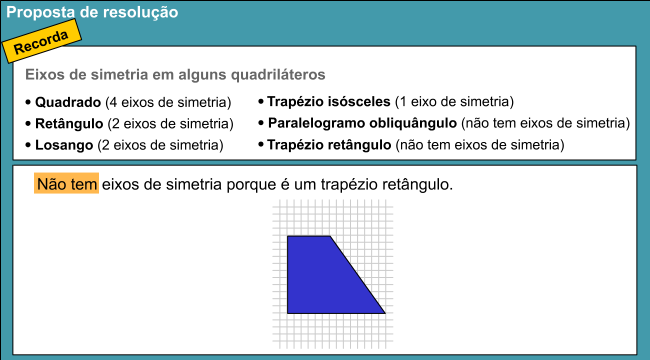 Proposta de resolução
Recorda
Eixos de simetria em alguns quadriláteros
• Quadrado (4 eixos de simetria)
• Retângulo (2 eixos de simetria)
• Losango (2 eixos de simetria)
• Trapézio isósceles (1 eixo de simetria)
• Paralelogramo obliquângulo (não tem eixos de simetria)
• Trapézio retângulo (não tem eixos de simetria)
Não tem eixos de simetria porque é um trapézio retângulo.